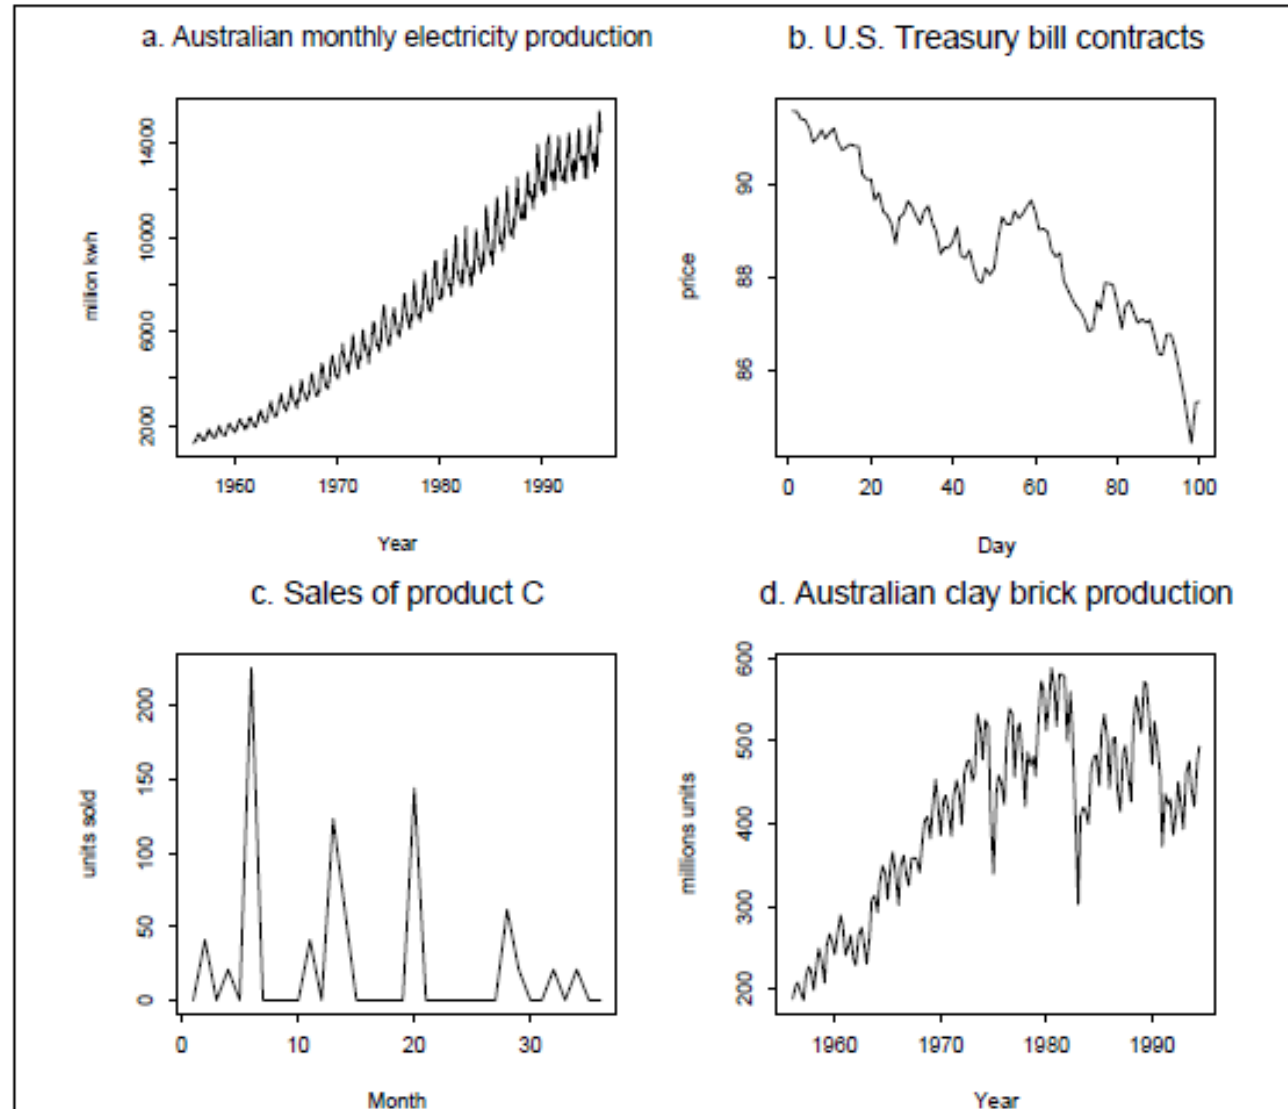 a. Australian monthly electricity production
million kwh
14000
10000
6000
2000
1960 1970 1980 1990
Year
b. U.S. Treasury bill contracts
price
90
88
86
0 20 40 60 80 100
Day
c. Sales of product C
units sold
200
150
100
50
0
0 10 20 30
Month
d. Australian clay brick production
millions units
600
500
400
300
200
1960 1970 1980 1990
Year